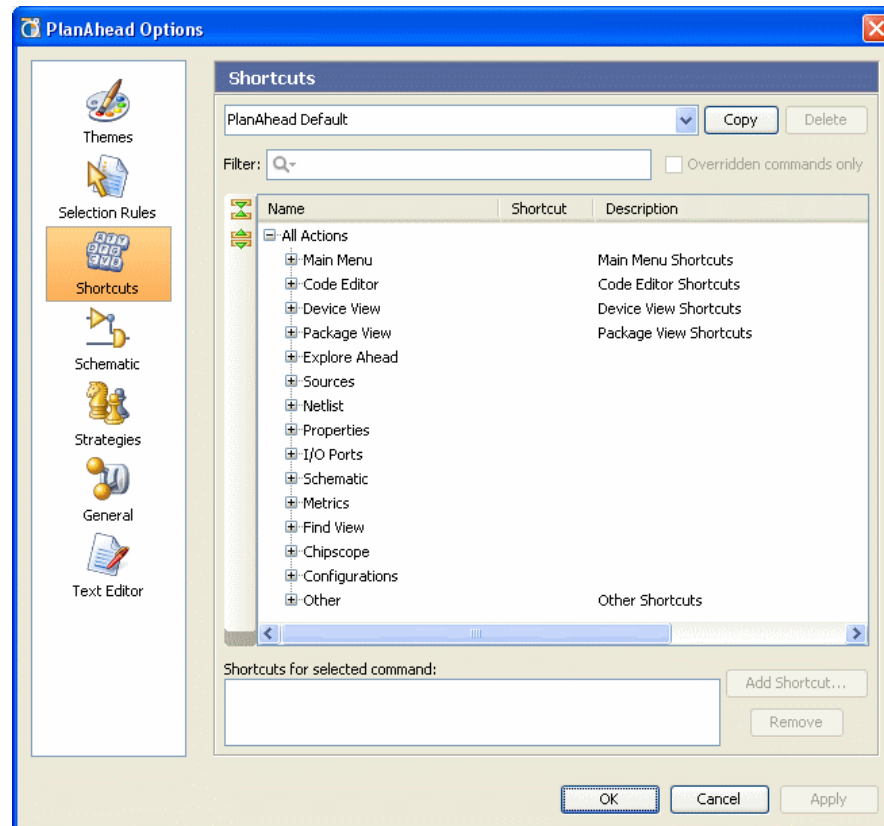 PlanAhead Options
Themes
Selection Rules
Shortcuts
Schematic
Strategies
General
Text Editor
Shortcuts
PlanAhead Default Copy Delete
Filter: Overridden commands only
Name Shortcut Description
All Actions
Main Menu Main Menu Shortcuts
Code Editor Code Editor Shortcuts
Device View Device View Shortcuts
Package View Package View Shortcuts
Explore Ahead
Sources
Netlist
Properties
I/O Ports
Schematic
Metrics
Find View
Chipscope
Configurations
Other Other Shortcuts
Shortcuts for selected command:
Add Shortcut...
Remove
OK Cancel Apply